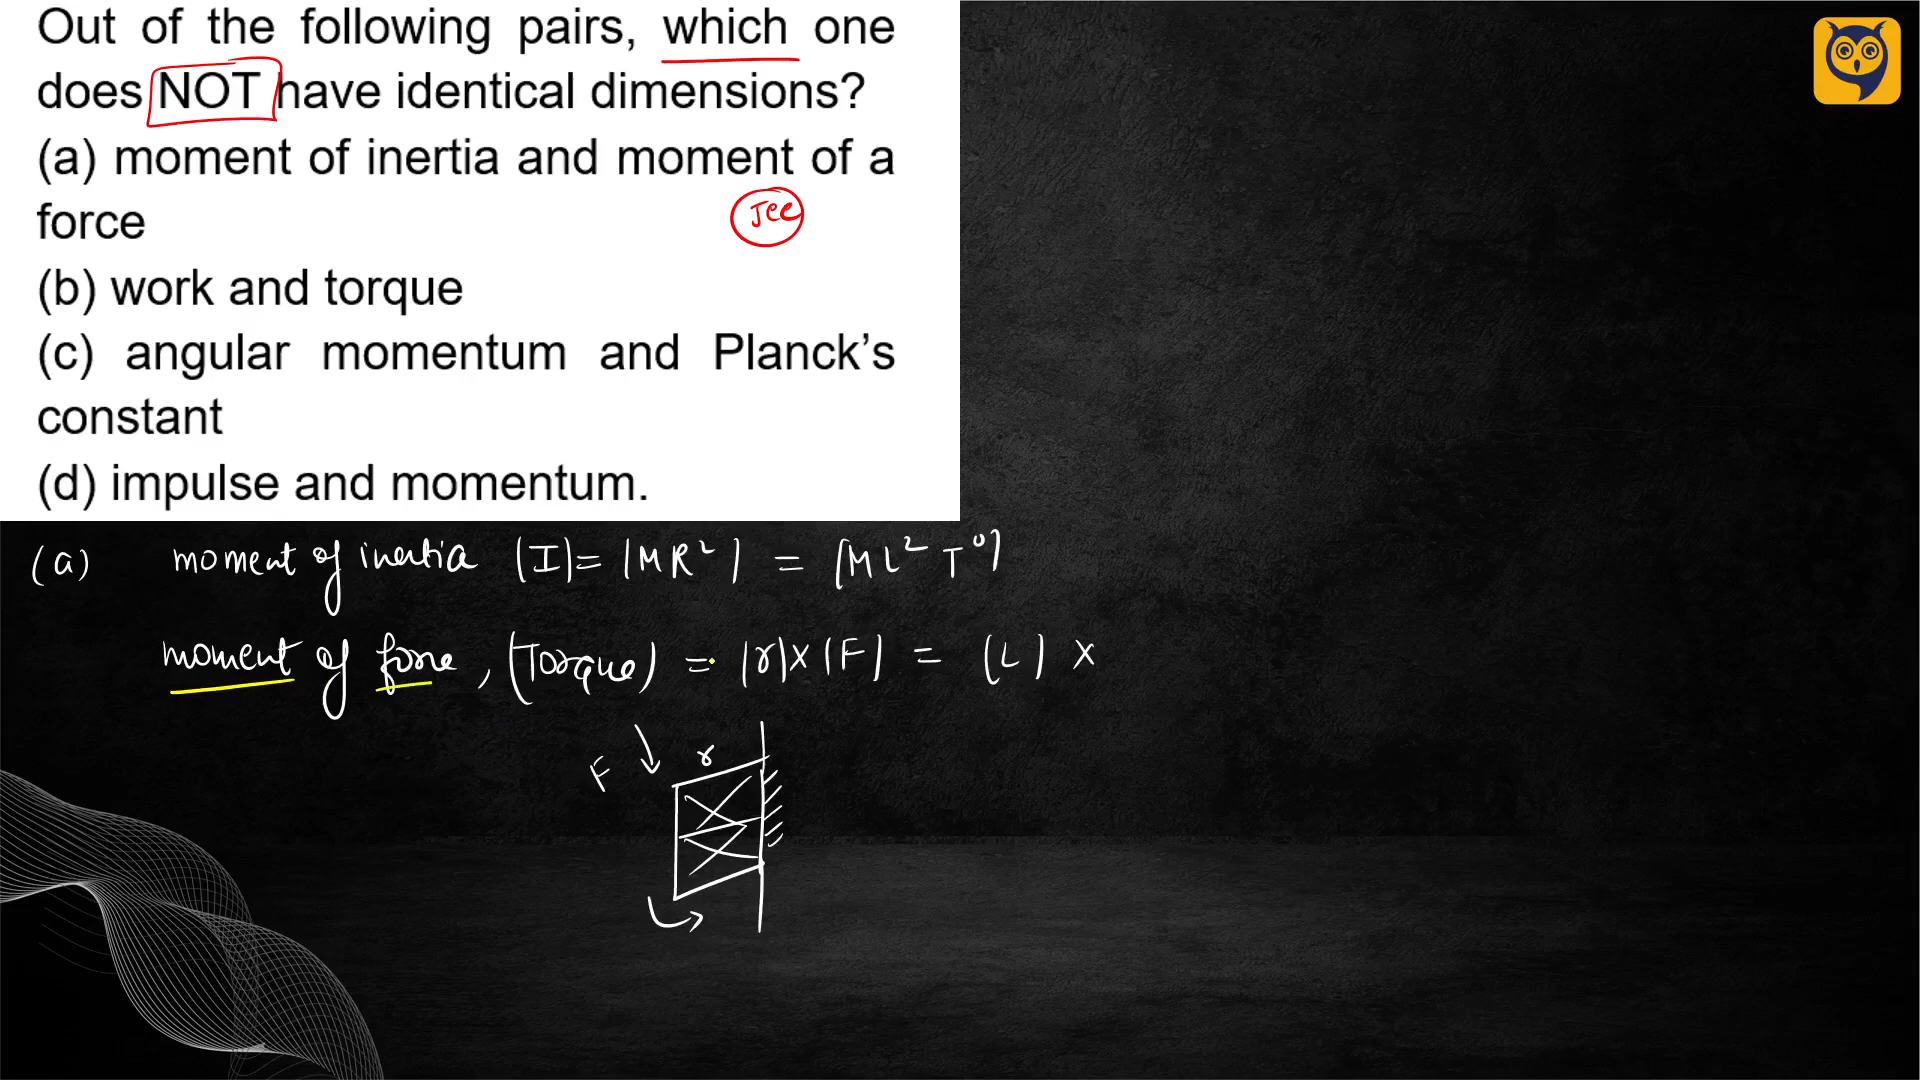 Out of the following pairs, which one
does NOT have identical dimensions?
(a) moment of inertia and moment of a
force
Jee
(b) work and torque
(c) angular momentum and Planck's
constant
(d) impulse and momentum.
(a) moment of inertia [I] = [MR²] = [ML²T⁰]
moment of force, (Torque) = [r] × [F] = (L) ×
F r